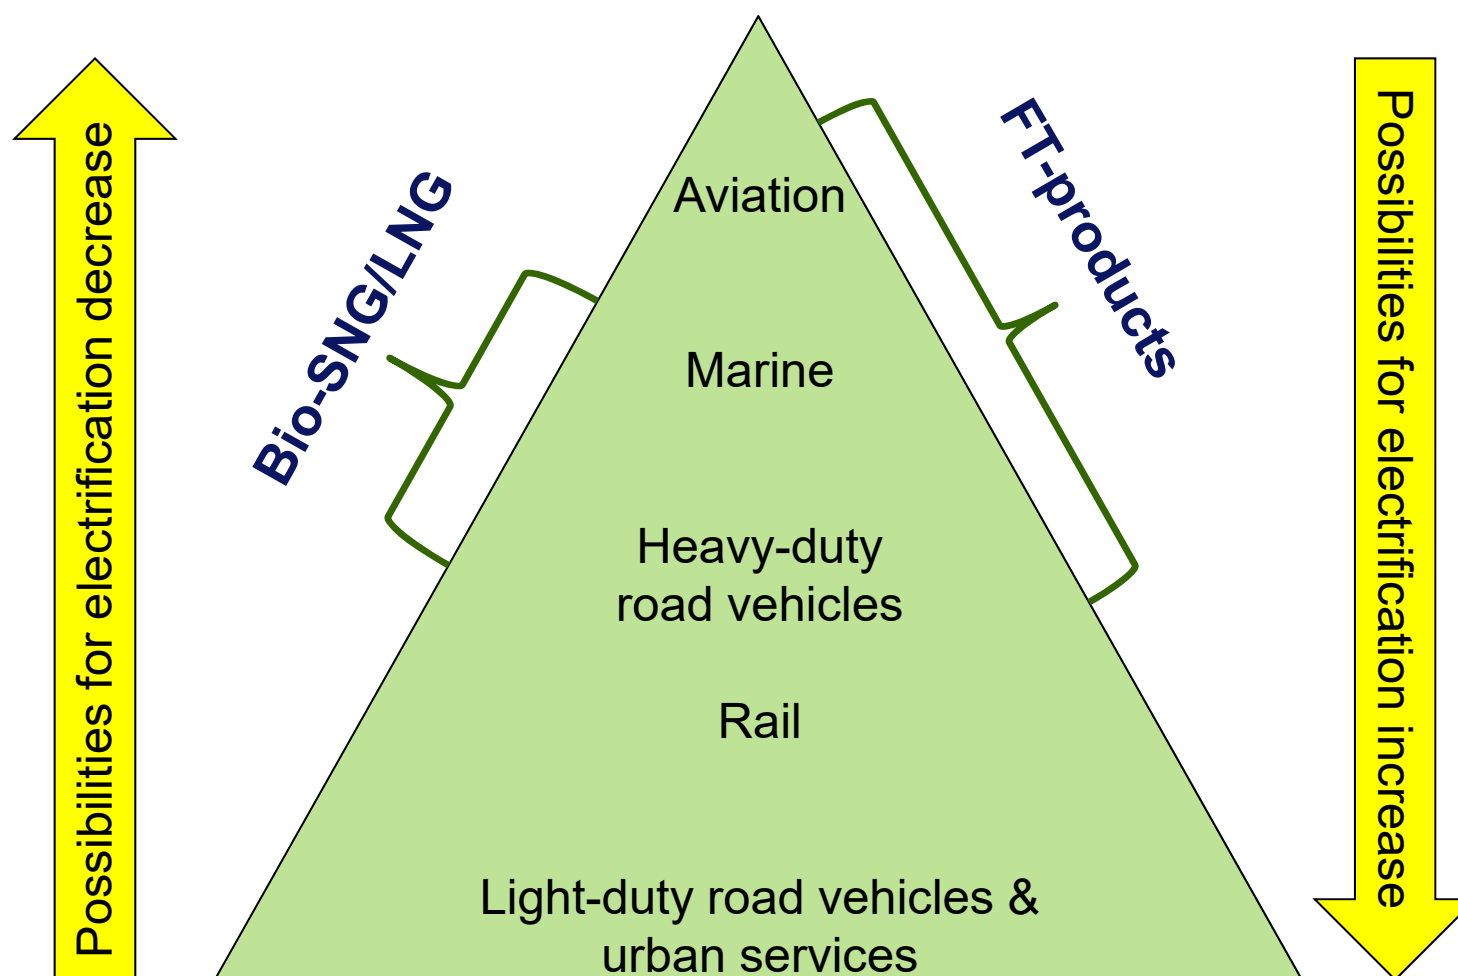 Possibilities for electrification decrease
Bio-SNG/LNG
Aviation
Marine
Heavy-duty
road vehicles
Rail
Light-duty road vehicles &
urban services
FT-products
Possibilities for electrification increase